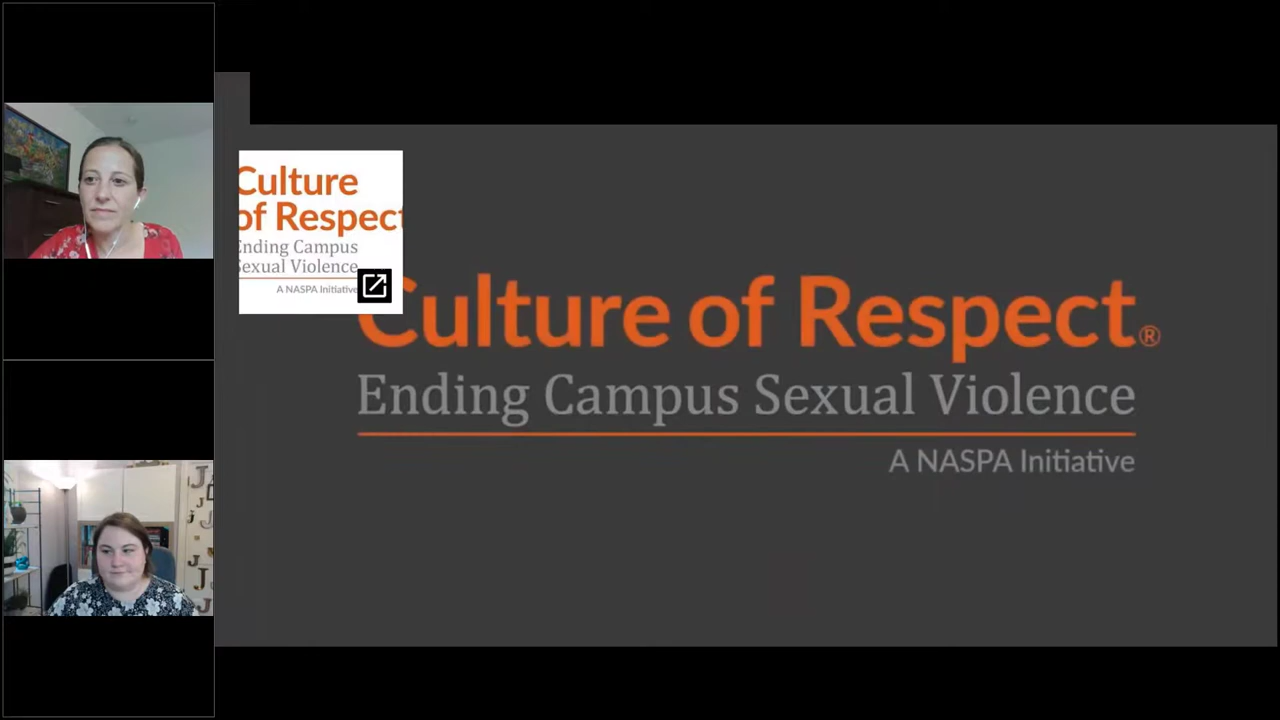 Culture
of Respect
Ending Campus
Sexual Violence
A NASPA Initiative
Culture of Respect®
Ending Campus Sexual Violence
A NASPA Initiative
J
J
J
J
J